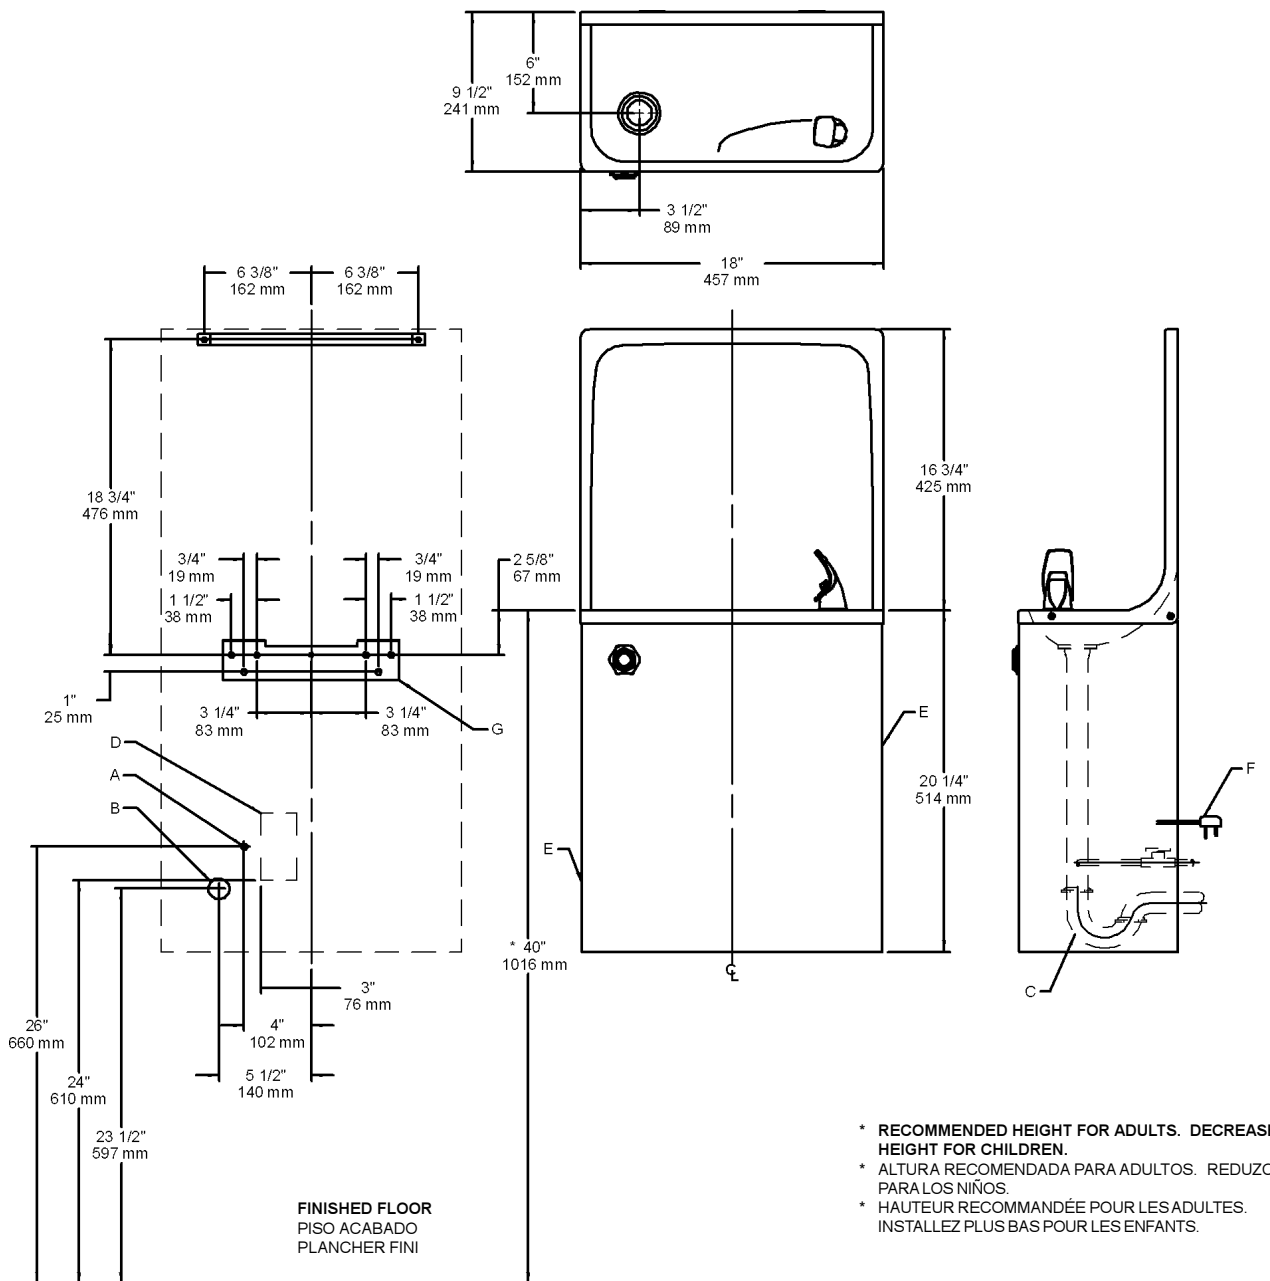 6"
152 mm
9 1/2"
241 mm
3 1/2"
89 mm
18"
457 mm
6 3/8"
162 mm
6 3/8"
162 mm
18 3/4"
476 mm
16 3/4"
425 mm
3/4"
19 mm
3/4"
19 mm
2 5/8"
67 mm
1 1/2"
38 mm
1 1/2"
38 mm
1"
25 mm
3 1/4"
83 mm
3 1/4"
83 mm
G
E
D
A
B
20 1/4"
514 mm
F
E
* 40"
1016 mm
℄
C
3"
76 mm
26"
660 mm
4"
102 mm
24"
610 mm
5 1/2"
140 mm
23 1/2"
597 mm
* RECOMMENDED HEIGHT FOR ADULTS. DECREASE
HEIGHT FOR CHILDREN.
* ALTURA RECOMENDADA PARA ADULTOS. REDUZC
PARA LOS NIÑOS.
* HAUTEUR RECOMMANDÉE POUR LES ADULTES.
INSTALLEZ PLUS BAS POUR LES ENFANTS.
FINISHED FLOOR
PISO ACABADO
PLANCHER FINI